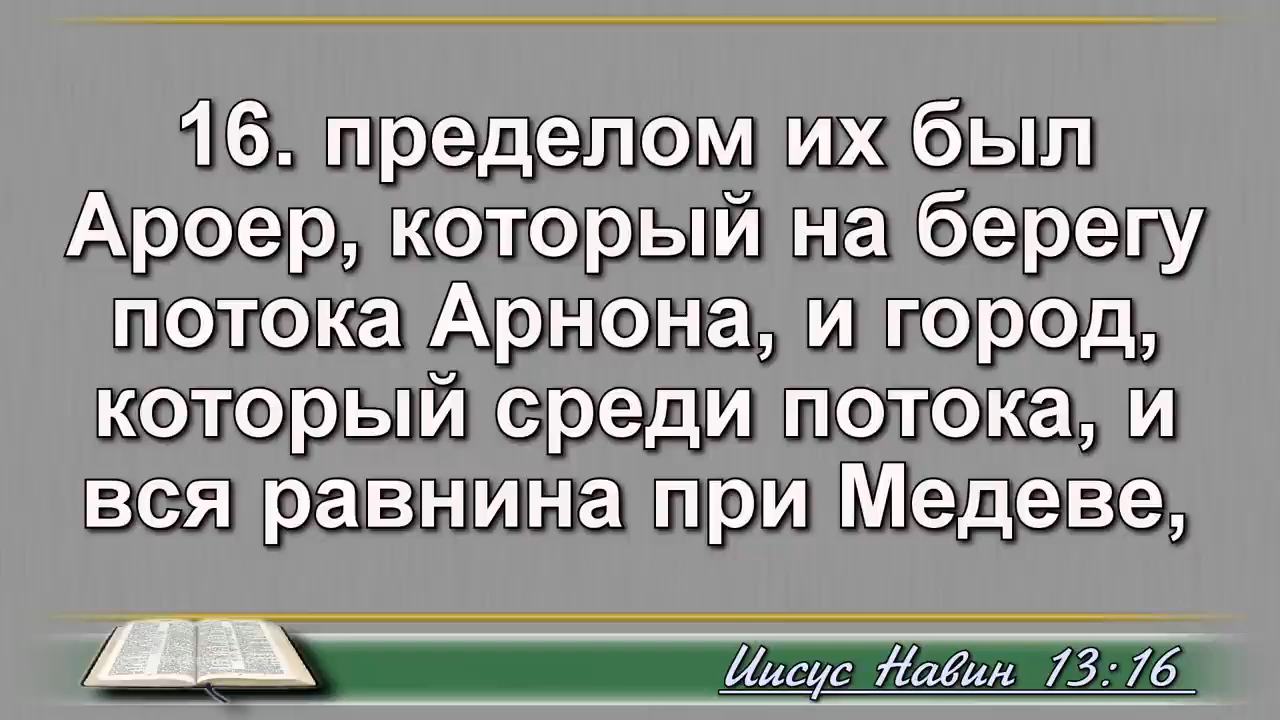 16. пределом их был
Ароер, который на берегу
потока Арнона, и город,
который среди потока, и
вся равнина при Медеве,
Иисус Навин 13:16